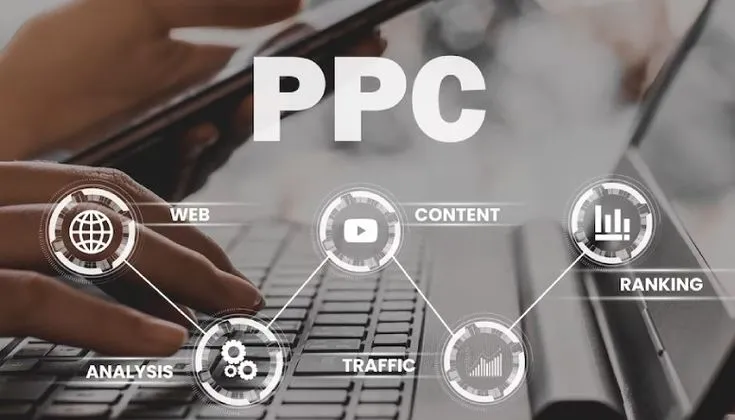 PPC
WEB
CONTENT
RANKING
ANALYSIS
TRAFFIC